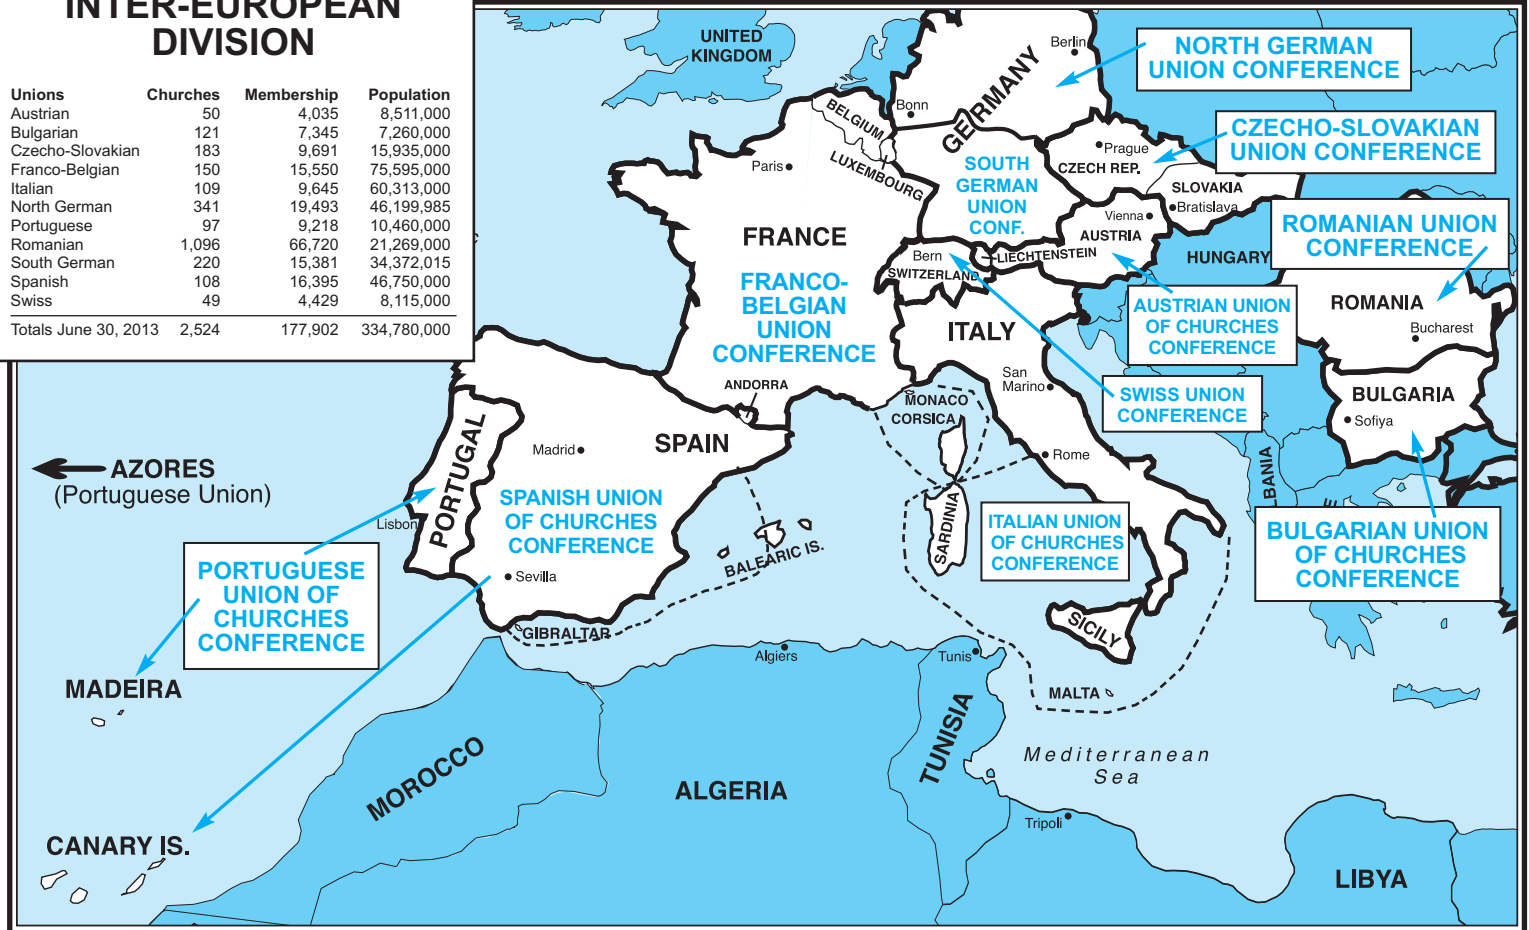 INTER-EUROPEAN
DIVISION
Unions Churches Membership Population
Austrian 50 4,035 8,511,000
Bulgarian 121 7,345 7,260,000
Czecho-Slovakian 183 9,691 15,935,000
Franco-Belgian 150 15,550 75,595,000
Italian 109 9,645 60,313,000
North German 341 19,493 46,199,985
Portuguese 97 9,218 10,460,000
Romanian 1,096 66,720 21,269,000
South German 220 15,381 34,372,015
Spanish 108 16,395 46,750,000
Swiss 49 4,429 8,115,000
Totals June 30, 2013 2,524 177,902 334,780,000
UNITED
KINGDOM
Berlin
NORTH GERMAN
UNION CONFERENCE
Bonn
GERMANY
BELGIUM
LUXEMBOURG
CZECHO-SLOVAKIAN
UNION CONFERENCE
Prague
CZECH REP.
SLOVAKIA
Bratislava
Paris
SOUTH
GERMAN
UNION
CONF.
Vienna
AUSTRIA
ROMANIAN UNION
CONFERENCE
FRANCE
Bern
SWITZERLAND
LIECHTENSTEIN
HUNGARY
FRANCO-
BELGIAN
UNION
CONFERENCE
AUSTRIAN UNION
OF CHURCHES
CONFERENCE
ROMANIA
Bucharest
ITALY
San
Marino
SWISS UNION
CONFERENCE
BULGARIA
Sofiya
ANDORRA
MONACO
CORSICA
PORTUGAL
Madrid
SPAIN
Rome
AZORES
(Portuguese Union)
SPANISH UNION
OF CHURCHES
CONFERENCE
Lisbon
SARDINIA
ITALIAN UNION
OF CHURCHES
CONFERENCE
LBANIA
BULGARIAN UNION
OF CHURCHES
CONFERENCE
PORTUGUESE
UNION OF
CHURCHES
CONFERENCE
BALEARIC IS.
Sevilla
GIBRALTAR
SICILY
Algiers
Tunis
MADEIRA
MALTA
MOROCCO
ALGERIA
TUNISIA
Mediterranean
Sea
Tripoli
CANARY IS.
LIBYA